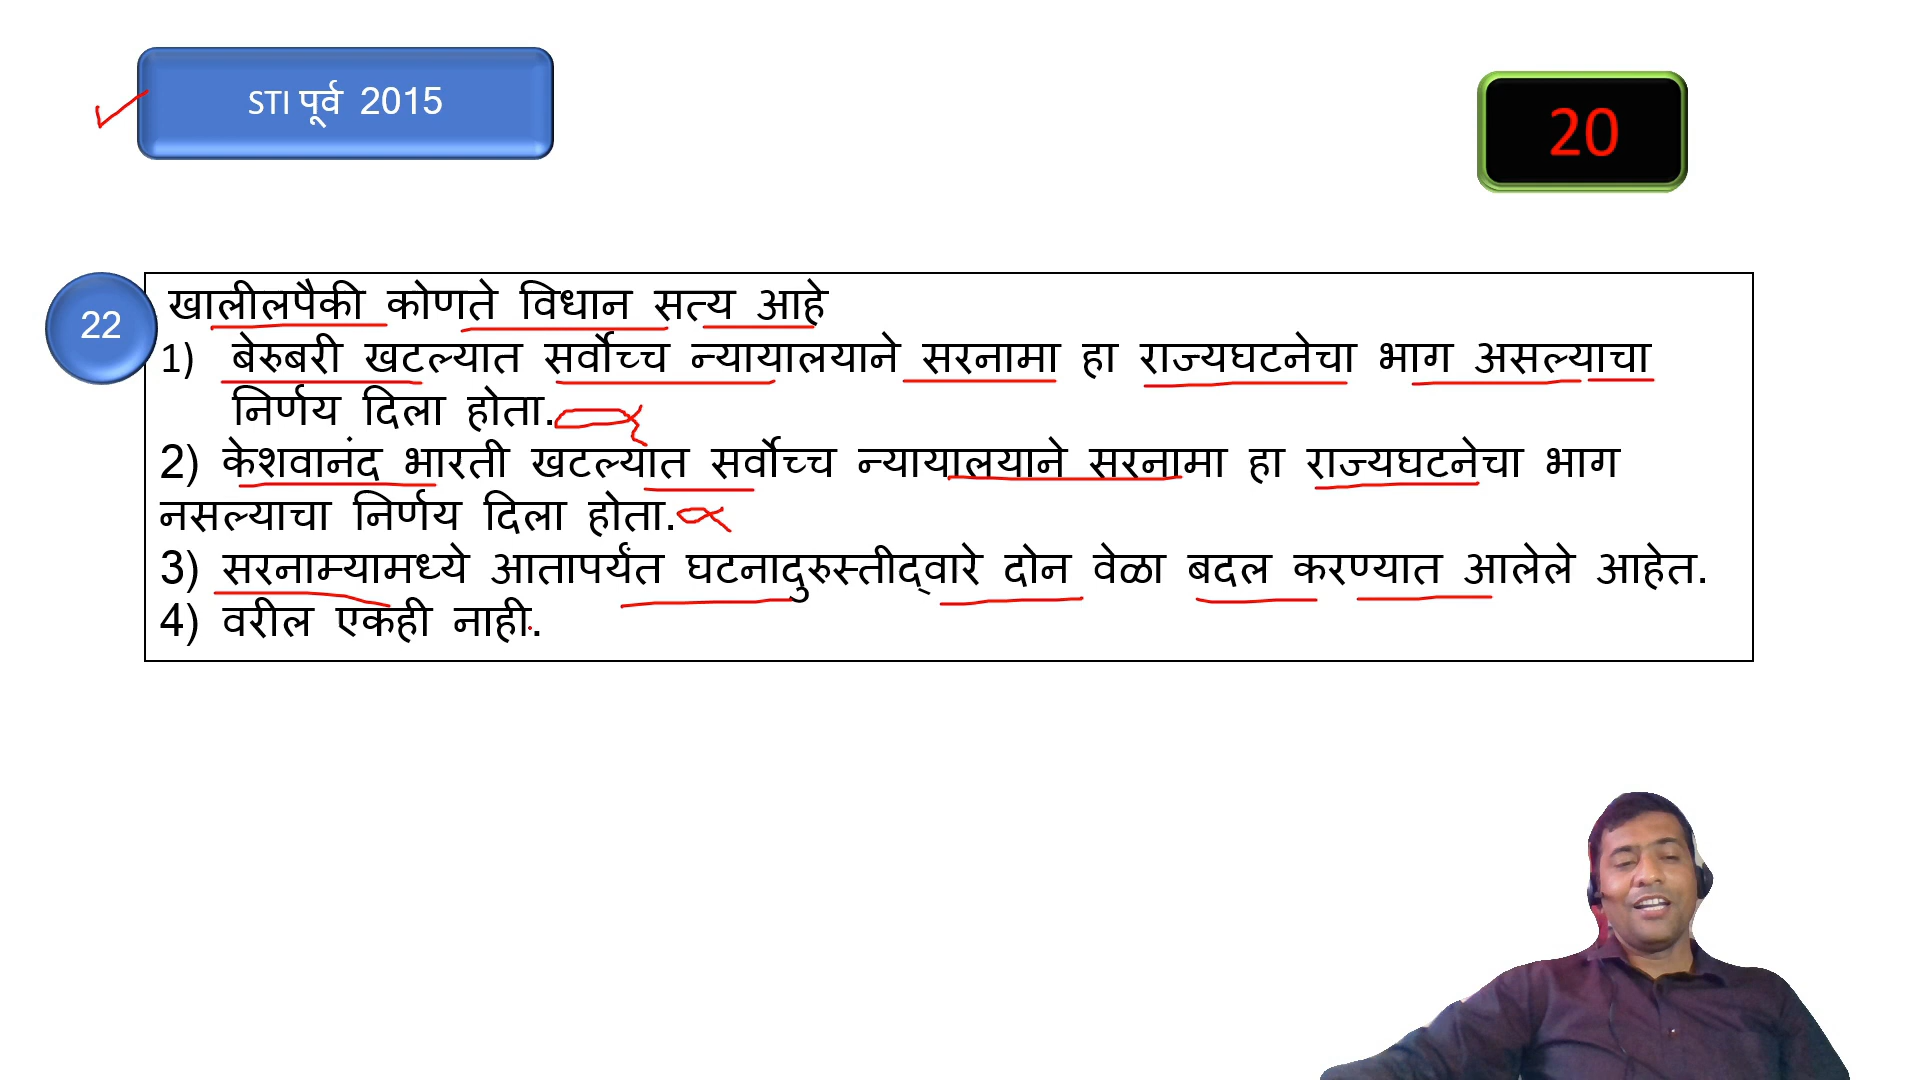 STI पूर्व 2015
20
22
खालीलपैकी कोणते विधान सत्य आहे
1) बेरुबरी खटल्यात सर्वोच्च न्यायालयाने सरनामा हा राज्यघटनेचा भाग असल्याचा
निर्णय दिला होता.
2) केशवानंद भारती खटल्यात सर्वोच्च न्यायालयाने सरनामा हा राज्यघटनेचा भाग
नसल्याचा निर्णय दिला होता.
3) सरनाम्यामध्ये आतापर्यंत घटनादुरुस्तीद्वारे दोन वेळा बदल करण्यात आलेले आहेत.
4) वरील एकही नाही.